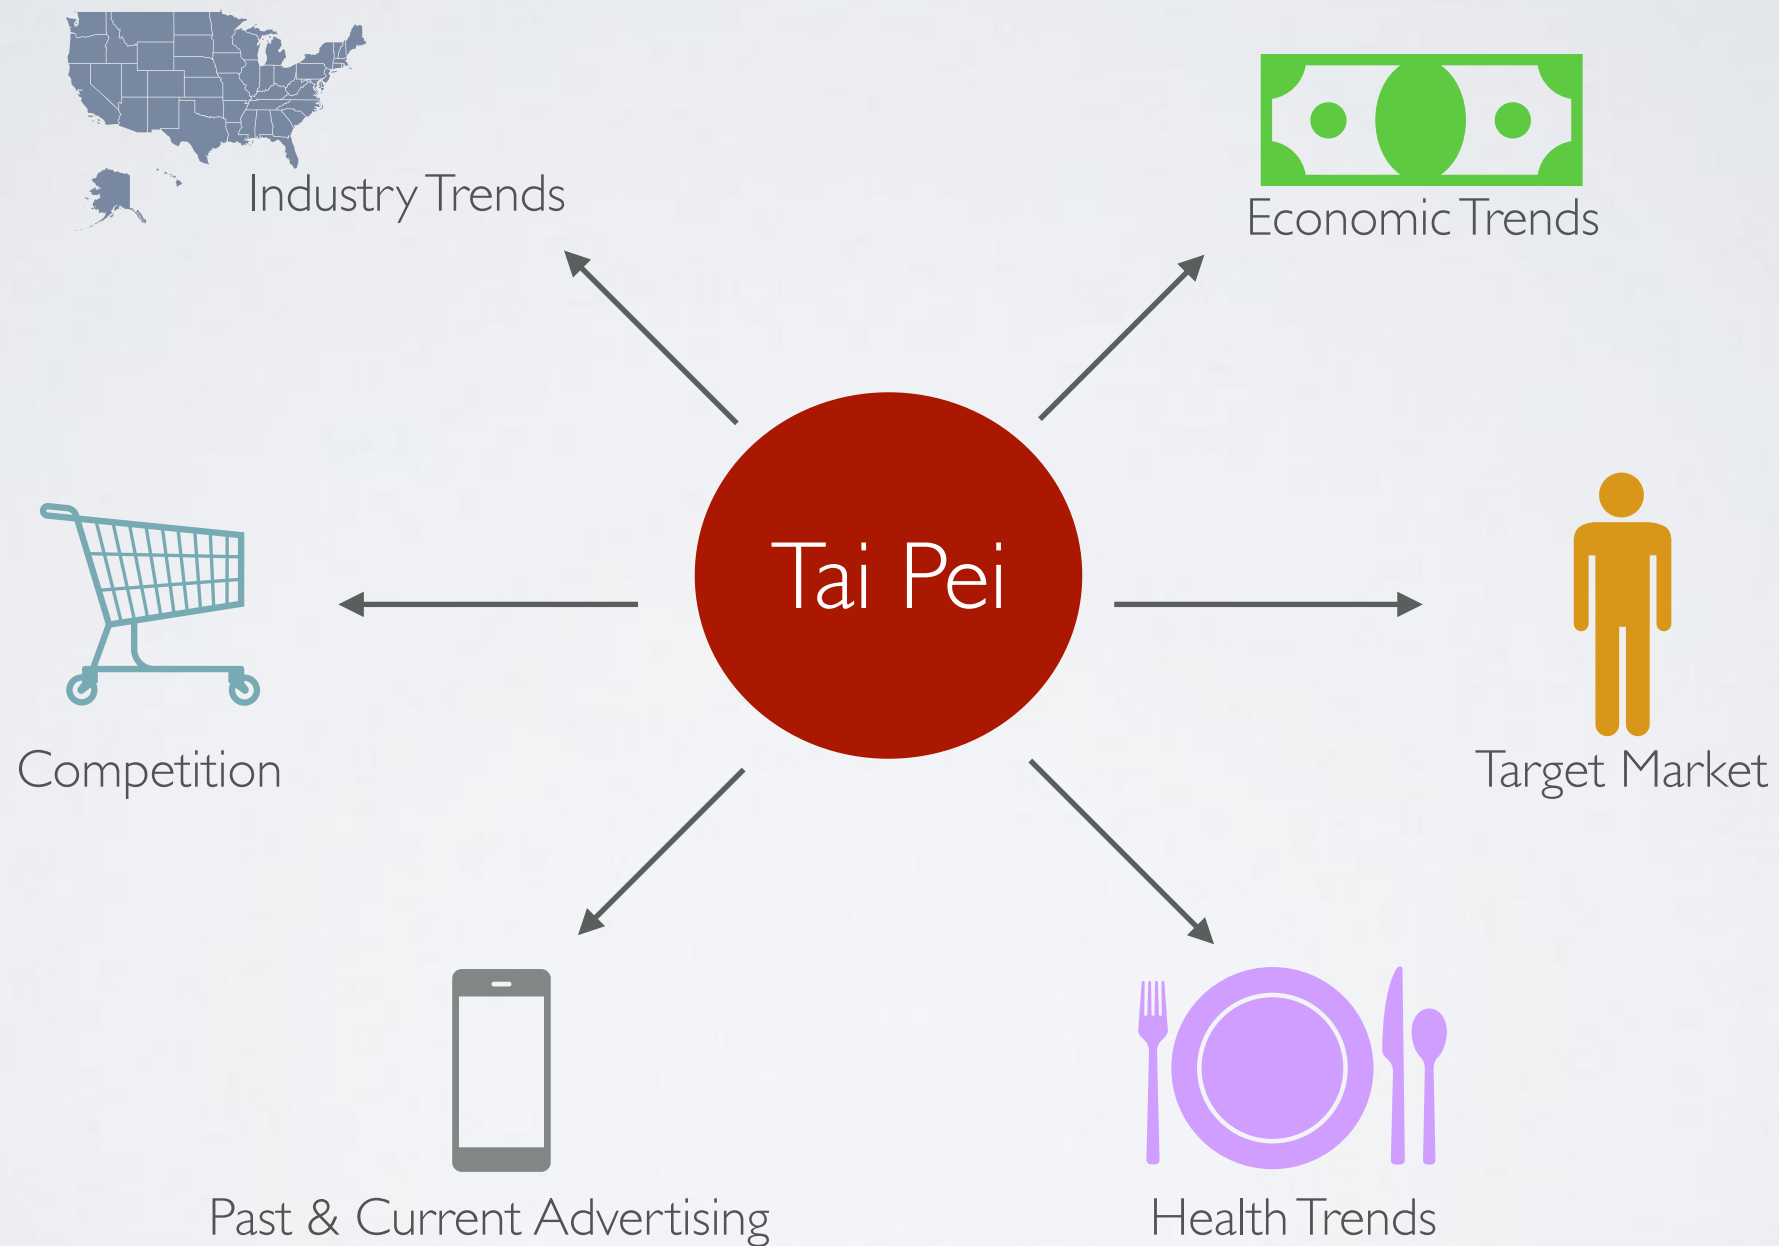 Industry Trends
Economic Trends
Tai Pei
Competition
Target Market
Past & Current Advertising
Health Trends